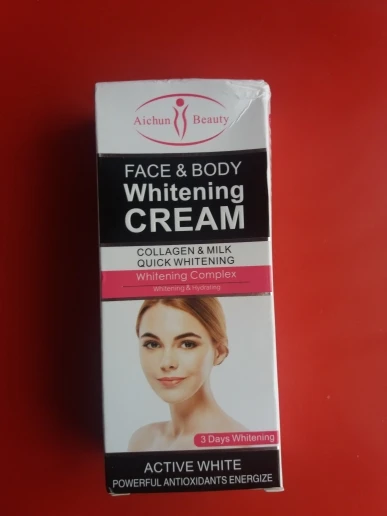 Aichun Beauty
FACE & BODY
Whitening
CREAM
COLLAGEN & MILK
QUICK WHITENING
Whitening Complex
Whitening & Hydrating
3 Days Whitening
ACTIVE WHITE
POWERFUL ANTIOXIDANTS ENERGIZE